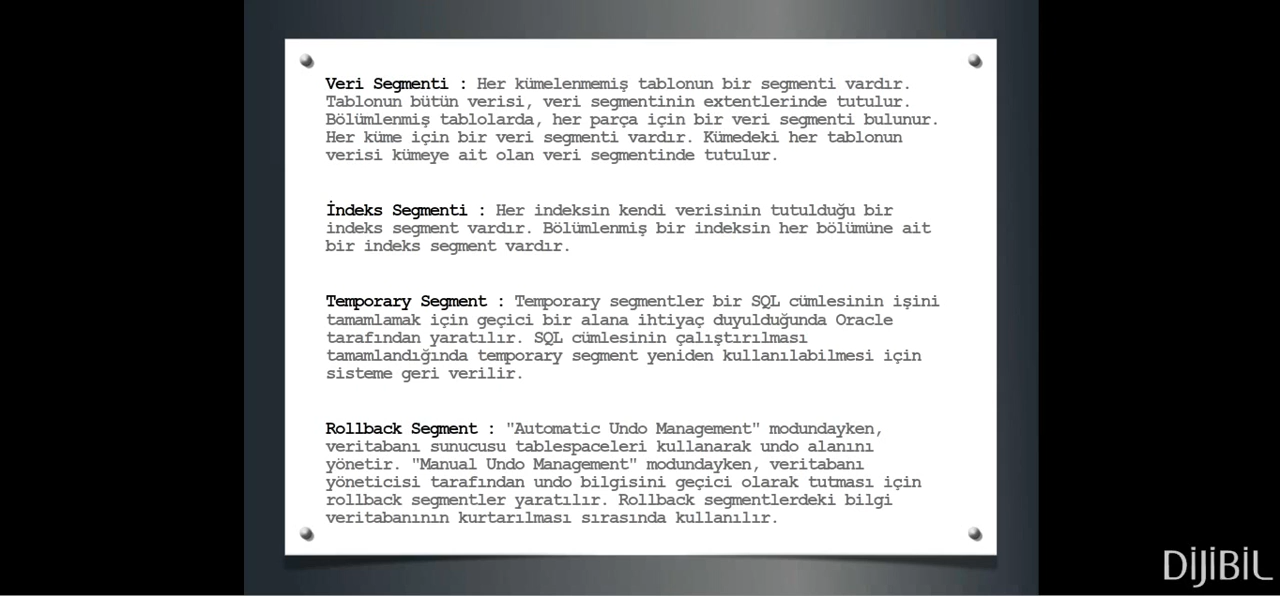 Veri Segmenti : Her kümelenmemiş tablonun bir segmenti vardır.
Tablonun bütün verisi, veri segmentinin extentlerinde tutulur.
Bölümlenmiş tablolarda, her parça için bir veri segmenti bulunur.
Her küme için bir veri segmenti vardır. Kümedeki her tablonun
verisi kümeye ait olan veri segmentinde tutulur.
İndeks Segmenti : Her indeksin kendi verisinin tutulduğu bir
indeks segment vardır. Bölümlenmiş bir indeksin her bölümüne ait
bir indeks segment vardır.
Temporary Segment : Temporary segmentler bir SQL cümlesinin işini
tamamlamak için geçici bir alana ihtiyaç duyulduğunda Oracle
tarafından yaratılır. SQL cümlesinin çalıştırılması
tamamlandığında temporary segment yeniden kullanılabilmesi için
sisteme geri verilir.
Rollback Segment : "Automatic Undo Management" modundayken,
veritabanı sunucusu tablespaceleri kullanarak undo alanını
yönetir. "Manual Undo Management" modundayken, veritabanı
yöneticisi tarafından undo bilgisini geçici olarak tutması için
rollback segmentler yaratılır. Rollback segmentlerdeki bilgi
veritabanının kurtarılması sırasında kullanılır.
DİJİBİL